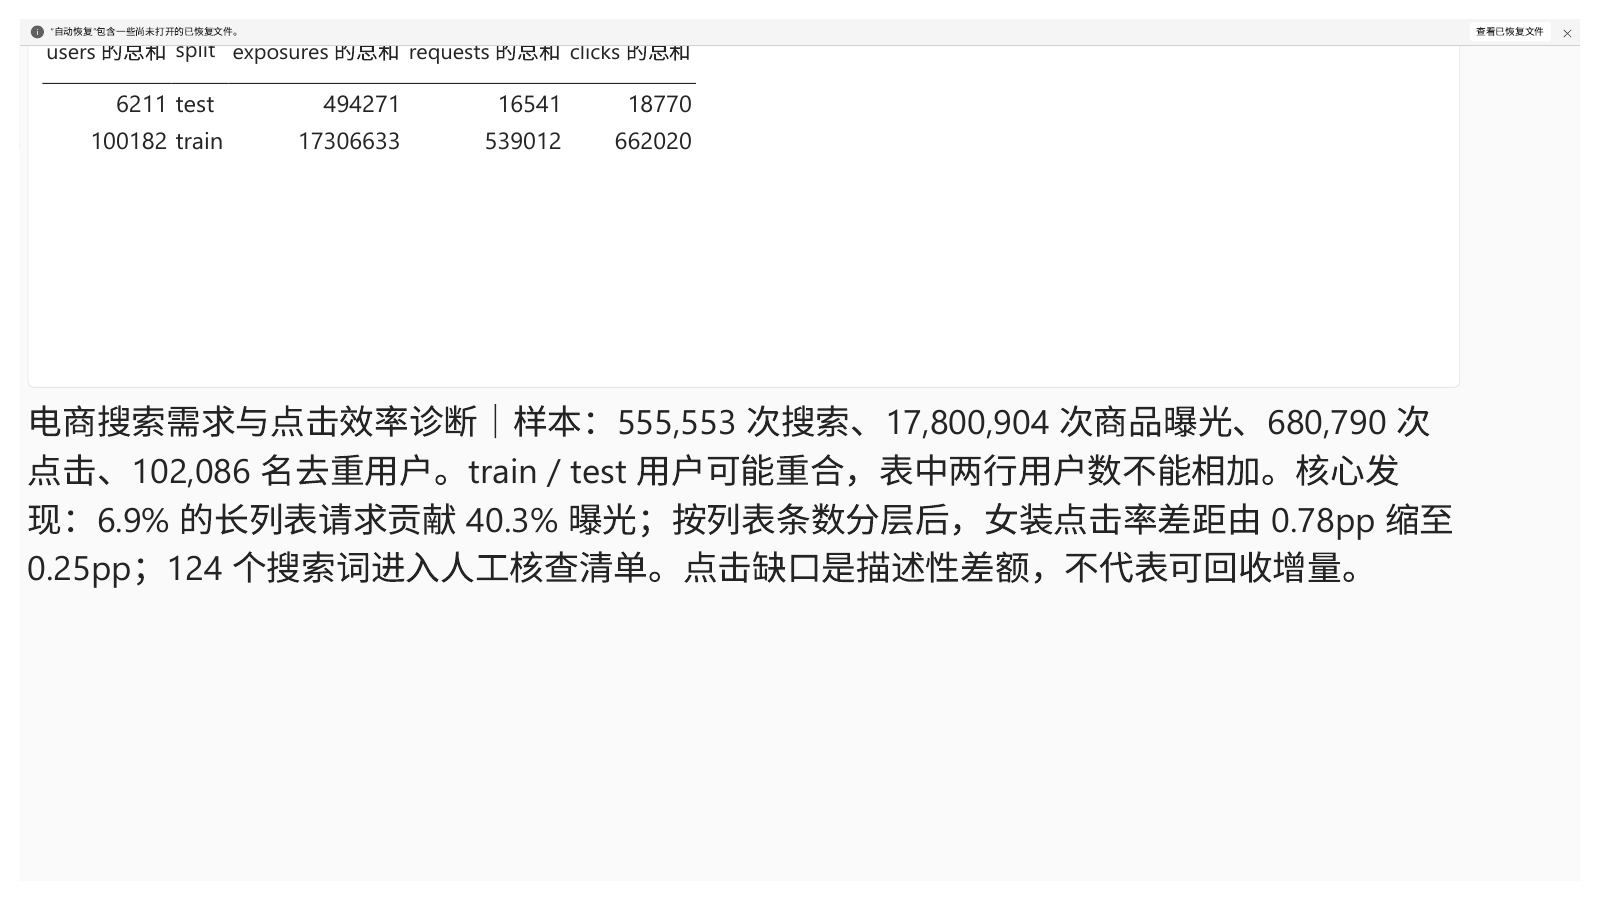 “自动恢复”包含一些尚未打开的已恢复文件。 查看已恢复文件
users 的总和 split exposures 的总和 requests 的总和 clicks 的总和
6211 test 494271 16541 18770
100182 train 17306633 539012 662020
电商搜索需求与点击效率诊断｜样本：555,553 次搜索、17,800,904 次商品曝光、680,790 次
点击、102,086 名去重用户。train / test 用户可能重合，表中两行用户数不能相加。核心发
现：6.9% 的长列表请求贡献 40.3% 曝光；按列表条数分层后，女装点击率差距由 0.78pp 缩至
0.25pp；124 个搜索词进入人工核查清单。点击缺口是描述性差额，不代表可回收增量。